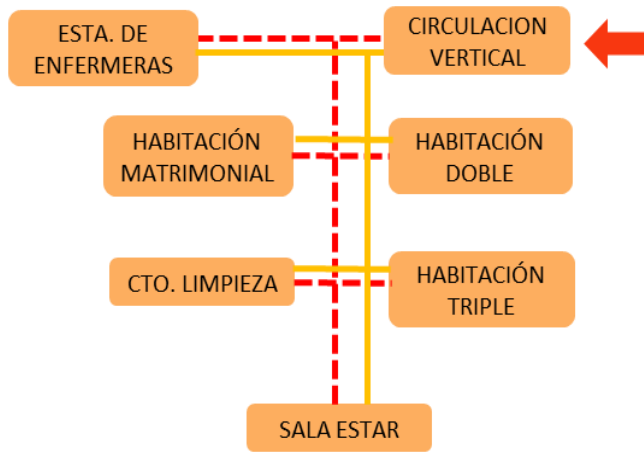 ESTA. DE
ENFERMERAS
CIRCULACION
VERTICAL
HABITACIÓN
MATRIMONIAL
HABITACIÓN
DOBLE
CTO. LIMPIEZA
HABITACIÓN
TRIPLE
SALA ESTAR